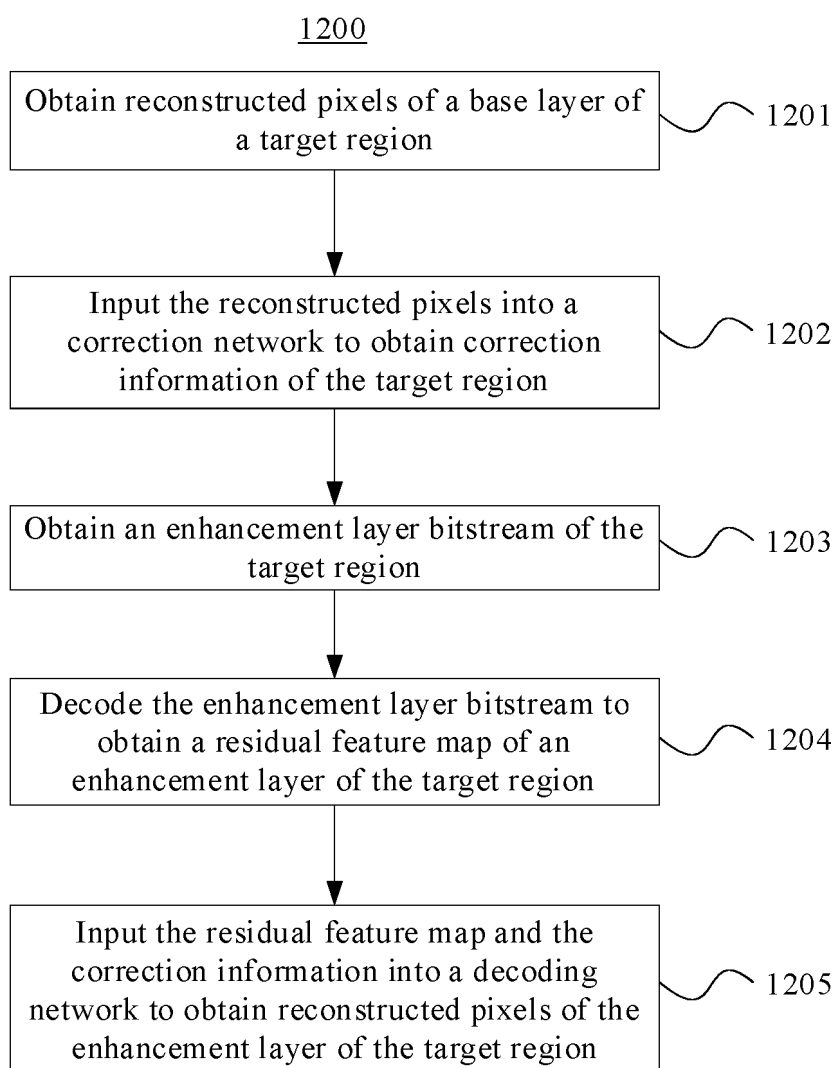 1200
Obtain reconstructed pixels of a base layer of
a target region
1201
Input the reconstructed pixels into a
correction network to obtain correction
information of the target region
1202
Obtain an enhancement layer bitstream of the
target region
1203
Decode the enhancement layer bitstream to
obtain a residual feature map of an
enhancement layer of the target region
1204
Input the residual feature map and the
correction information into a decoding
network to obtain reconstructed pixels of the
enhancement layer of the target region
1205